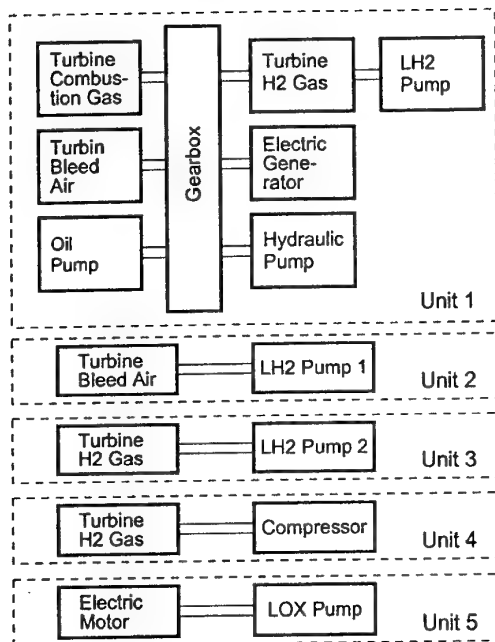 Turbine
Combus-
tion Gas
Turbine
H2 Gas
LH2
Pump
Gearbox
Turbin
Bleed
Air
Electric
Gene-
rator
Oil
Pump
Hydraulic
Pump
Unit 1
Turbine
Bleed Air
LH2 Pump 1
Unit 2
Turbine
H2 Gas
LH2 Pump 2
Unit 3
Turbine
H2 Gas
Compressor
Unit 4
Electric
Motor
LOX Pump
Unit 5